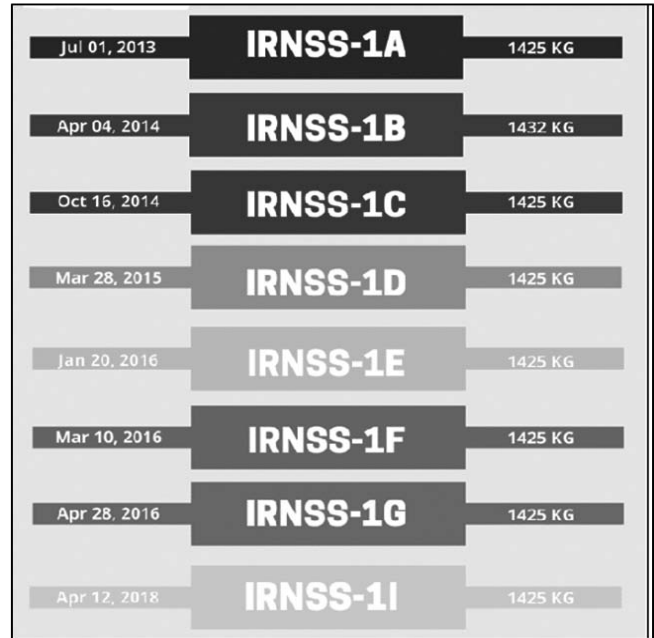 Jul 01, 2013 IRNSS-1A 1425 KG
Apr 04, 2014 IRNSS-1B 1432 KG
Oct 16, 2014 IRNSS-1C 1425 KG
Mar 28, 2015 IRNSS-1D 1425 KG
Jan 20, 2016 IRNSS-1E 1425 KG
Mar 10, 2016 IRNSS-1F 1425 KG
Apr 28, 2016 IRNSS-1G 1425 KG
Apr 12, 2018 IRNSS-1I 1425 KG